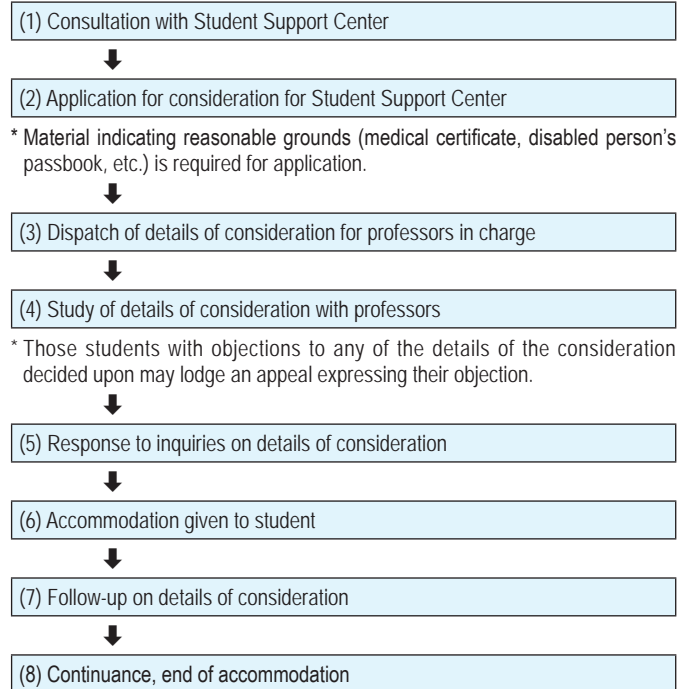 (1) Consultation with Student Support Center
(2) Application for consideration for Student Support Center
* Material indicating reasonable grounds (medical certificate, disabled person's
passbook, etc.) is required for application.
(3) Dispatch of details of consideration for professors in charge
(4) Study of details of consideration with professors
* Those students with objections to any of the details of the consideration
decided upon may lodge an appeal expressing their objection.
(5) Response to inquiries on details of consideration
(6) Accommodation given to student
(7) Follow-up on details of consideration
(8) Continuance, end of accommodation